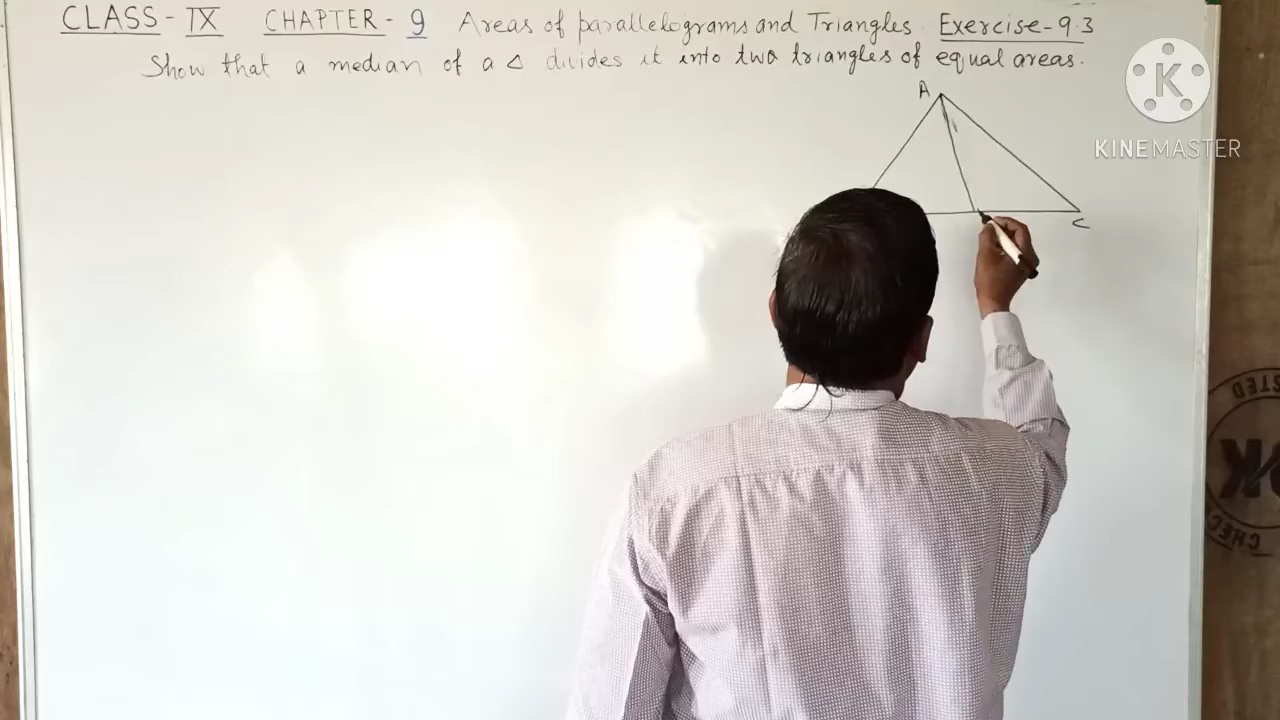 CLASS - IX CHAPTER - 9 Areas of parallelograms and Triangles. Exercise-9.3
Show that a median of a Δ divides it into two triangles of equal areas.
A
K
KINEMASTER
C